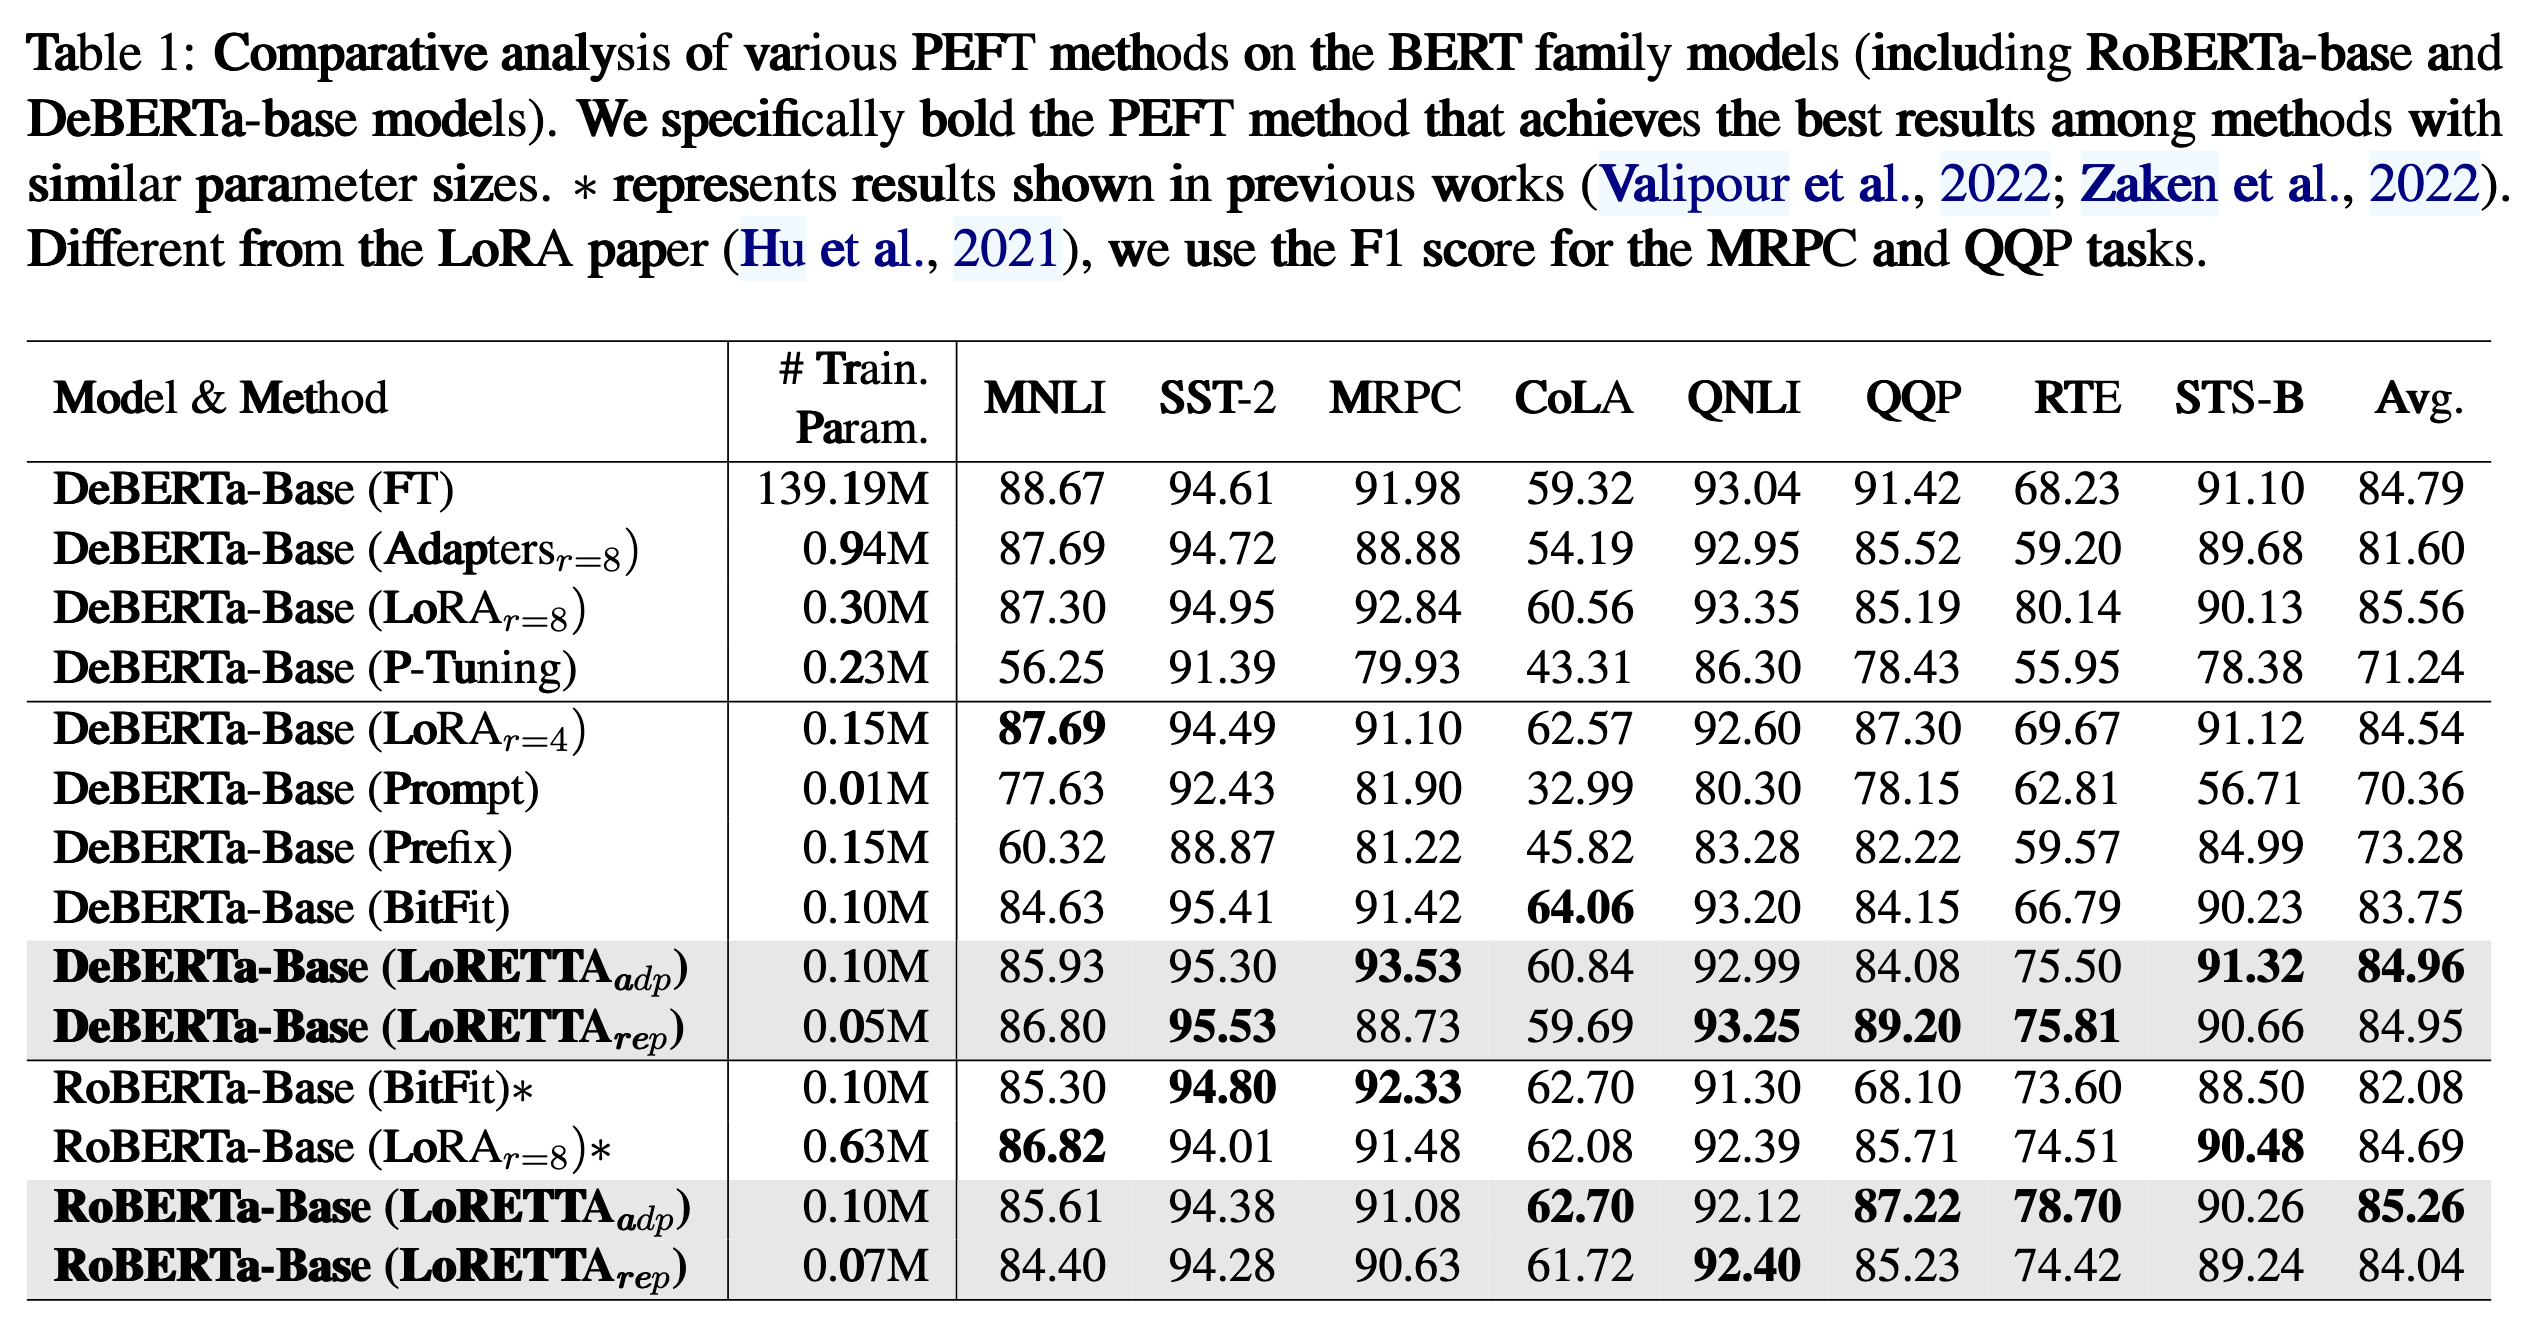 Table 1: Comparative analysis of various PEFT methods on the BERT family models (including RoBERTa-base and
DeBERTa-base models). We specifically bold the PEFT method that achieves the best results among methods with
similar parameter sizes. ∗ represents results shown in previous works (Valipour et al., 2022; Zaken et al., 2022).
Different from the LoRA paper (Hu et al., 2021), we use the F1 score for the MRPC and QQP tasks.
Model & Method # Train. Param. MNLI SST-2 MRPC CoLA QNLI QQP RTE STS-B Avg.
DeBERTa-Base (FT) 139.19M 88.67 94.61 91.98 59.32 93.04 91.42 68.23 91.10 84.79
DeBERTa-Base (Adapters r=8) 0.94M 87.69 94.72 88.88 54.19 92.95 85.52 59.20 89.68 81.60
DeBERTa-Base (LoRA r=8) 0.30M 87.30 94.95 92.84 60.56 93.35 85.19 80.14 90.13 85.56
DeBERTa-Base (P-Tuning) 0.23M 56.25 91.39 79.93 43.31 86.30 78.43 55.95 78.38 71.24
DeBERTa-Base (LoRA r=4) 0.15M 87.69 94.49 91.10 62.57 92.60 87.30 69.67 91.12 84.54
DeBERTa-Base (Prompt) 0.01M 77.63 92.43 81.90 32.99 80.30 78.15 62.81 56.71 70.36
DeBERTa-Base (Prefix) 0.15M 60.32 88.87 81.22 45.82 83.28 82.22 59.57 84.99 73.28
DeBERTa-Base (BitFit) 0.10M 84.63 95.41 91.42 64.06 93.20 84.15 66.79 90.23 83.75
DeBERTa-Base (LoRETTA adp) 0.10M 85.93 95.30 93.53 60.84 92.99 84.08 75.50 91.32 84.96
DeBERTa-Base (LoRETTA rep) 0.05M 86.80 95.53 88.73 59.69 93.25 89.20 75.81 90.66 84.95
RoBERTa-Base (BitFit)∗ 0.10M 85.30 94.80 92.33 62.70 91.30 68.10 73.60 88.50 82.08
RoBERTa-Base (LoRA r=8)∗ 0.63M 86.82 94.01 91.48 62.08 92.39 85.71 74.51 90.48 84.69
RoBERTa-Base (LoRETTA adp) 0.10M 85.61 94.38 91.08 62.70 92.12 87.22 78.70 90.26 85.26
RoBERTa-Base (LoRETTA rep) 0.07M 84.40 94.28 90.63 61.72 92.40 85.23 74.42 89.24 84.04